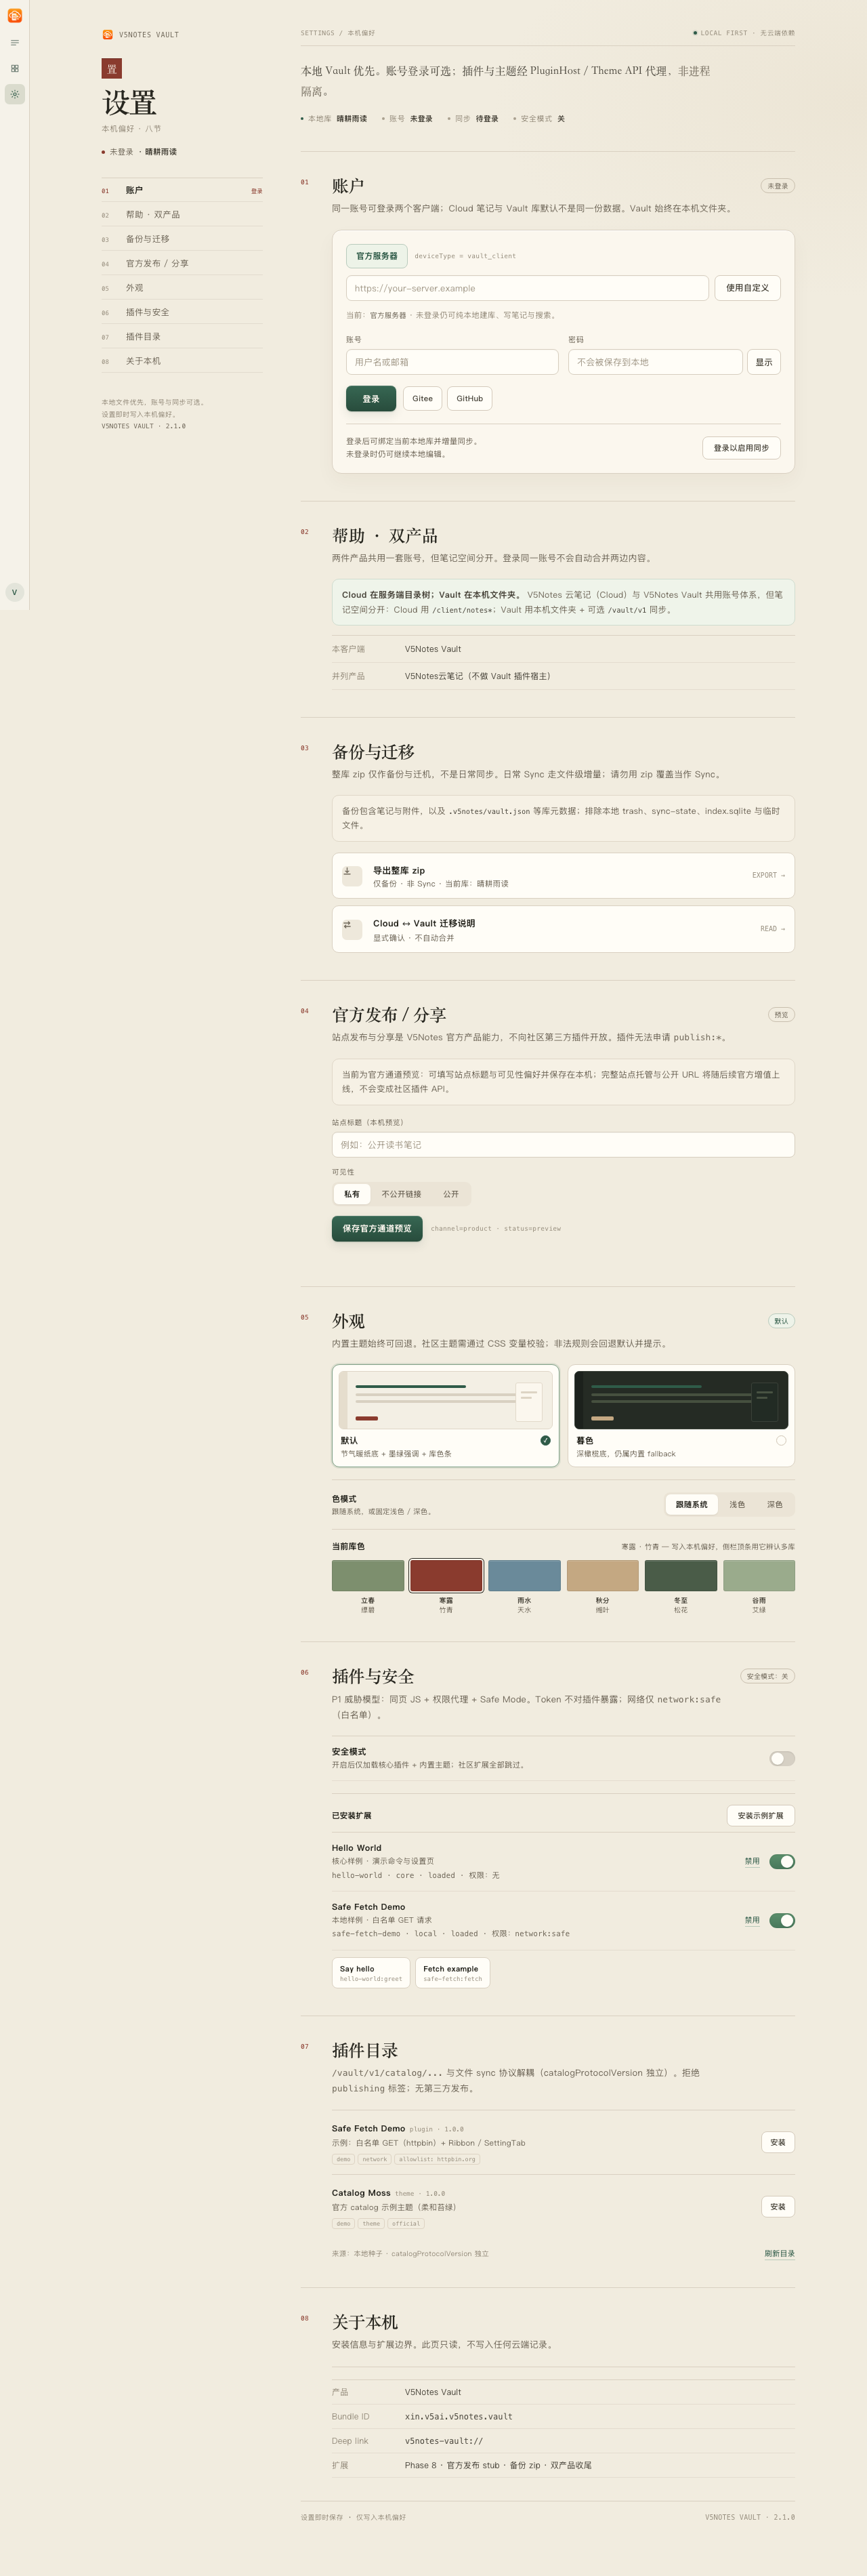 V5NOTES VAULT
置
设置
本机偏好 · 八节
未登录 · 晴耕雨读
01 账户 登录
02 帮助 · 双产品
03 备份与迁移
04 官方发布 / 分享
05 外观
06 插件与安全
07 插件目录
08 关于本机
本地文件优先，账号与同步可选。
设置即时写入本机偏好。
V5NOTES VAULT · 2.1.0
V
SETTINGS / 本机偏好
LOCAL FIRST · 无云端依赖
本地 Vault 优先。账号登录可选；插件与主题经 PluginHost / Theme API 代理，非进程
隔离。
本地库 晴耕雨读 账号 未登录 同步 待登录 安全模式 关
01 账户 未登录
同一账号可登录两个客户端；Cloud 笔记与 Vault 库默认不是同一份数据。Vault 始终在本机文件夹。
官方服务器 deviceType = vault_client
https://your-server.example 使用自定义
当前：官方服务器 · 未登录仍可纯本地建库、写笔记与搜索。
账号 密码
用户名或邮箱 不会被保存到本地 显示
登录 Gitee GitHub
登录后可绑定当前本地库并增量同步。
未登录时仍可继续本地编辑。
登录以启用同步
02 帮助 · 双产品
两件产品共用一套账号，但笔记空间分开。登录同一账号不会自动合并两边内容。
Cloud 在服务端目录树；Vault 在本机文件夹。 V5Notes 云笔记（Cloud）与 V5Notes Vault 共用账号体系，但笔
记空间分开：Cloud 用 /client/notes*；Vault 用本机文件夹 + 可选 /vault/v1 同步。
本客户端 V5Notes Vault
并列产品 V5Notes云笔记（不做 Vault 插件宿主）
03 备份与迁移
整库 zip 仅作备份与迁机，不是日常同步。日常 Sync 走文件级增量；请勿用 zip 覆盖当作 Sync。
备份包含笔记与附件，以及 .v5notes/vault.json 等库元数据；排除本地 trash、sync-state、index.sqlite 与临时
文件。
导出整库 zip
仅备份 · 非 Sync · 当前库：晴耕雨读
EXPORT →
Cloud ↔ Vault 迁移说明
显式确认 · 不自动合并
READ →
04 官方发布 / 分享 预览
站点发布与分享是 V5Notes 官方产品能力，不向社区第三方插件开放。插件无法申请 publish:*。
当前为官方通道预览：可填写站点标题与可见性偏好并保存在本机；完整站点托管与公开 URL 将随后续官方增值上
线，不会变成社区插件 API。
站点标题（本机预览）
例如：公开读书笔记
可见性
私有 不公开链接 公开
保存官方通道预览 channel=product · status=preview
05 外观 默认
内置主题始终可回退。社区主题需通过 CSS 变量校验；非法规则会回退默认并提示。
默认
节气暖纸底 + 墨绿强调 + 库色条
暮色
深橄榄底，仍属内置 fallback
色模式
跟随系统，或固定浅色 / 深色。
跟随系统 浅色 深色
当前库色 寒露 · 竹青 — 写入本机偏好，侧栏顶条用它辨认多库
立春 寒露 雨水 秋分 冬至 谷雨
缥碧 竹青 天水 缃叶 松花 艾绿
06 插件与安全 安全模式：关
P1 威胁模型：同页 JS + 权限代理 + Safe Mode。Token 不对插件暴露；网络仅 network:safe
（白名单）。
安全模式
开启后仅加载核心插件 + 内置主题；社区扩展全部跳过。
已安装扩展 安装示例扩展
Hello World
核心样例 · 演示命令与设置页
hello-world · core · loaded · 权限：无
禁用
Safe Fetch Demo
本地样例 · 白名单 GET 请求
safe-fetch-demo · local · loaded · 权限：network:safe
禁用
Say hello Fetch example
hello-world:greet safe-fetch:fetch
07 插件目录
/vault/v1/catalog/... 与文件 sync 协议解耦（catalogProtocolVersion 独立）。拒绝
publishing 标签；无第三方发布。
Safe Fetch Demo plugin · 1.0.0
示例：白名单 GET（httpbin）+ Ribbon / SettingTab
demo network allowlist: httpbin.org
安装
Catalog Moss theme · 1.0.0
官方 catalog 示例主题（柔和苔绿）
demo theme official
安装
来源：本地种子 · catalogProtocolVersion 独立 刷新目录
08 关于本机
安装信息与扩展边界。此页只读，不写入任何云端记录。
产品 V5Notes Vault
Bundle ID xin.v5ai.v5notes.vault
Deep link v5notes-vault://
扩展 Phase 8 · 官方发布 stub · 备份 zip · 双产品收尾
设置即时保存 · 仅写入本机偏好 V5NOTES VAULT · 2.1.0